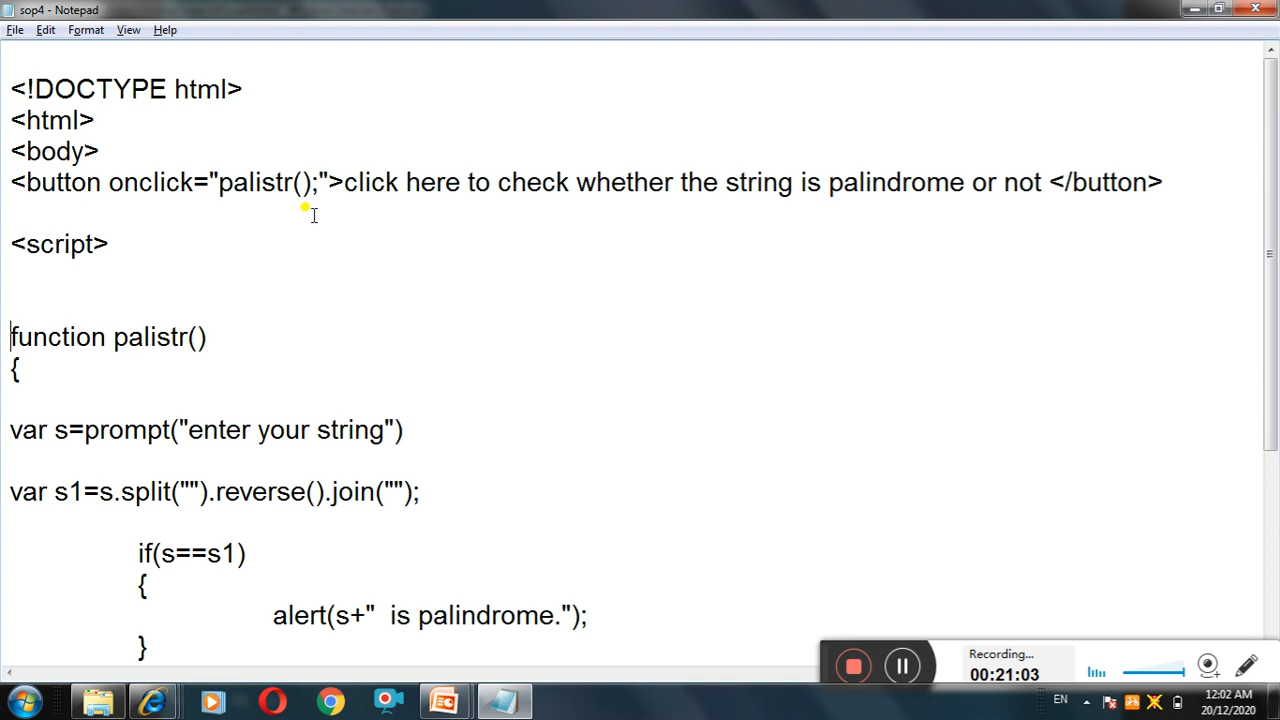 sop4 - Notepad
File Edit Format View Help
<!DOCTYPE html>
<html>
<body>
<button onclick="palistr();">click here to check whether the string is palindrome or not </button>
<script>
function palistr()
{
var s=prompt("enter your string")
var s1=s.split("").reverse().join("");
if(s==s1)
{
alert(s+"  is palindrome.");
}
Recording...
00:21:03
EN
12:02 AM
20/12/2020